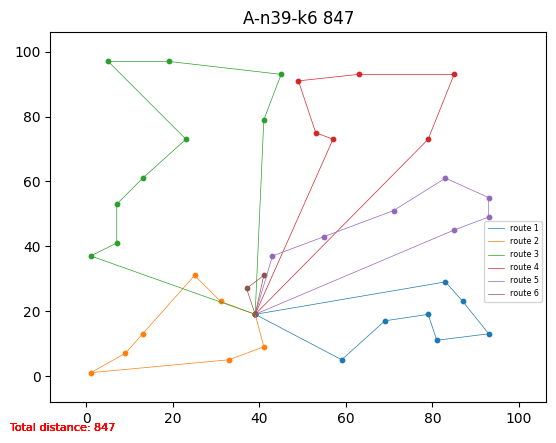 A-n39-k6 847
100
80
60
40
20
0
route 1
route 2
route 3
route 4
route 5
route 6
0 20 40 60 80 100
Total distance: 847